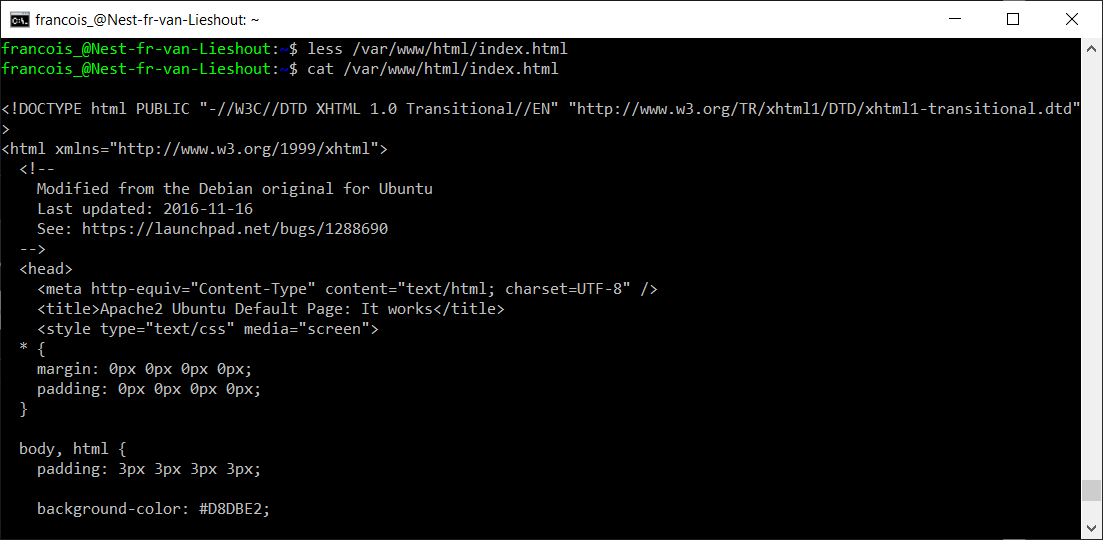 francois_@Nest-fr-van-Lieshout: ~
francois_@Nest-fr-van-Lieshout:~$ less /var/www/html/index.html
francois_@Nest-fr-van-Lieshout:~$ cat /var/www/html/index.html
<!DOCTYPE html PUBLIC "-//W3C//DTD XHTML 1.0 Transitional//EN" "http://www.w3.org/TR/xhtml1/DTD/xhtml1-transitional.dtd"
>
<html xmlns="http://www.w3.org/1999/xhtml">
  <!--
    Modified from the Debian original for Ubuntu
    Last updated: 2016-11-16
    See: https://launchpad.net/bugs/1288690
  -->
  <head>
    <meta http-equiv="Content-Type" content="text/html; charset=UTF-8" />
    <title>Apache2 Ubuntu Default Page: It works</title>
    <style type="text/css" media="screen">
  * {
    margin: 0px 0px 0px 0px;
    padding: 0px 0px 0px 0px;
  }
  body, html {
    padding: 3px 3px 3px 3px;
    background-color: #D8DBE2;